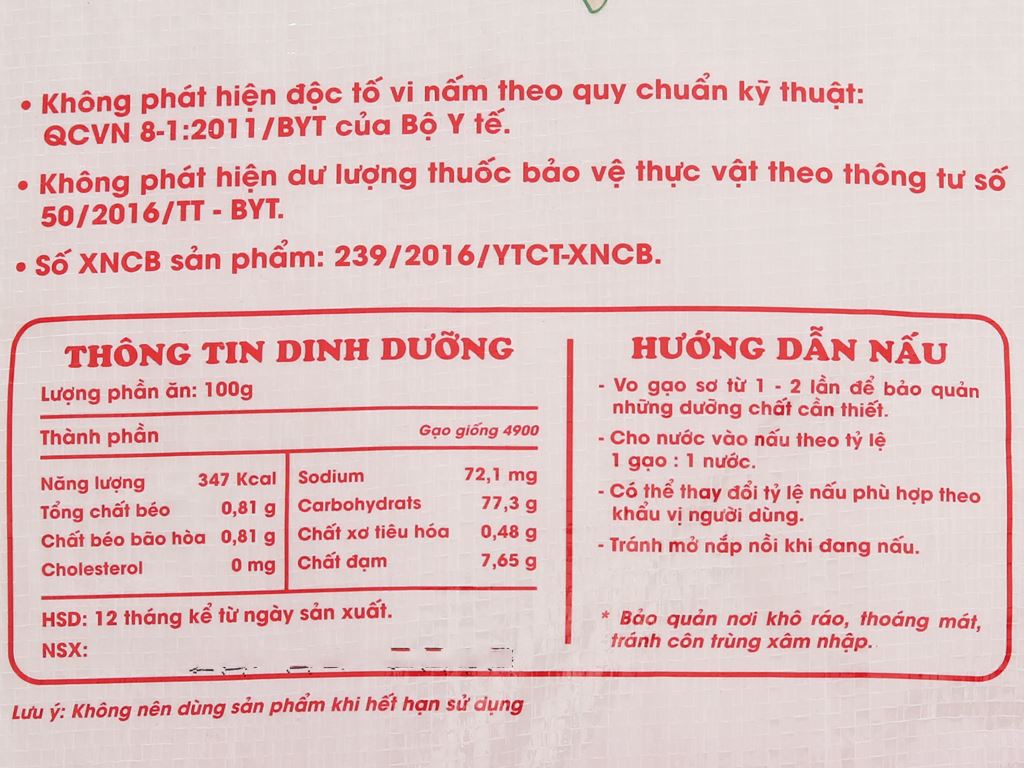 • Không phát hiện độc tố vi nấm theo quy chuẩn kỹ thuật:
QCVN 8-1:2011/BYT của Bộ Y tế.
• Không phát hiện dư lượng thuốc bảo vệ thực vật theo thông tư số
50/2016/TT - BYT.
• Số XNCB sản phẩm: 239/2016/YTCT-XNCB.
THÔNG TIN DINH DƯỠNG
Lượng phần ăn: 100g
Thành phần Gạo giống 4900
Năng lượng 347 Kcal
Tổng chất béo 0,81 g
Chất béo bão hòa 0,81 g
Cholesterol 0 mg
Sodium 72,1 mg
Carbohydrats 77,3 g
Chất xơ tiêu hóa 0,48 g
Chất đạm 7,65 g
HSD: 12 tháng kể từ ngày sản xuất.
NSX:
HƯỚNG DẪN NẤU
- Vo gạo sơ từ 1 - 2 lần để bảo quản
những dưỡng chất cần thiết.
- Cho nước vào nấu theo tỷ lệ
1 gạo : 1 nước.
- Có thể thay đổi tỷ lệ nấu phù hợp theo
khẩu vị người dùng.
- Tránh mở nắp nồi khi đang nấu.
* Bảo quản nơi khô ráo, thoáng mát,
tránh côn trùng xâm nhập.
Lưu ý: Không nên dùng sản phẩm khi hết hạn sử dụng